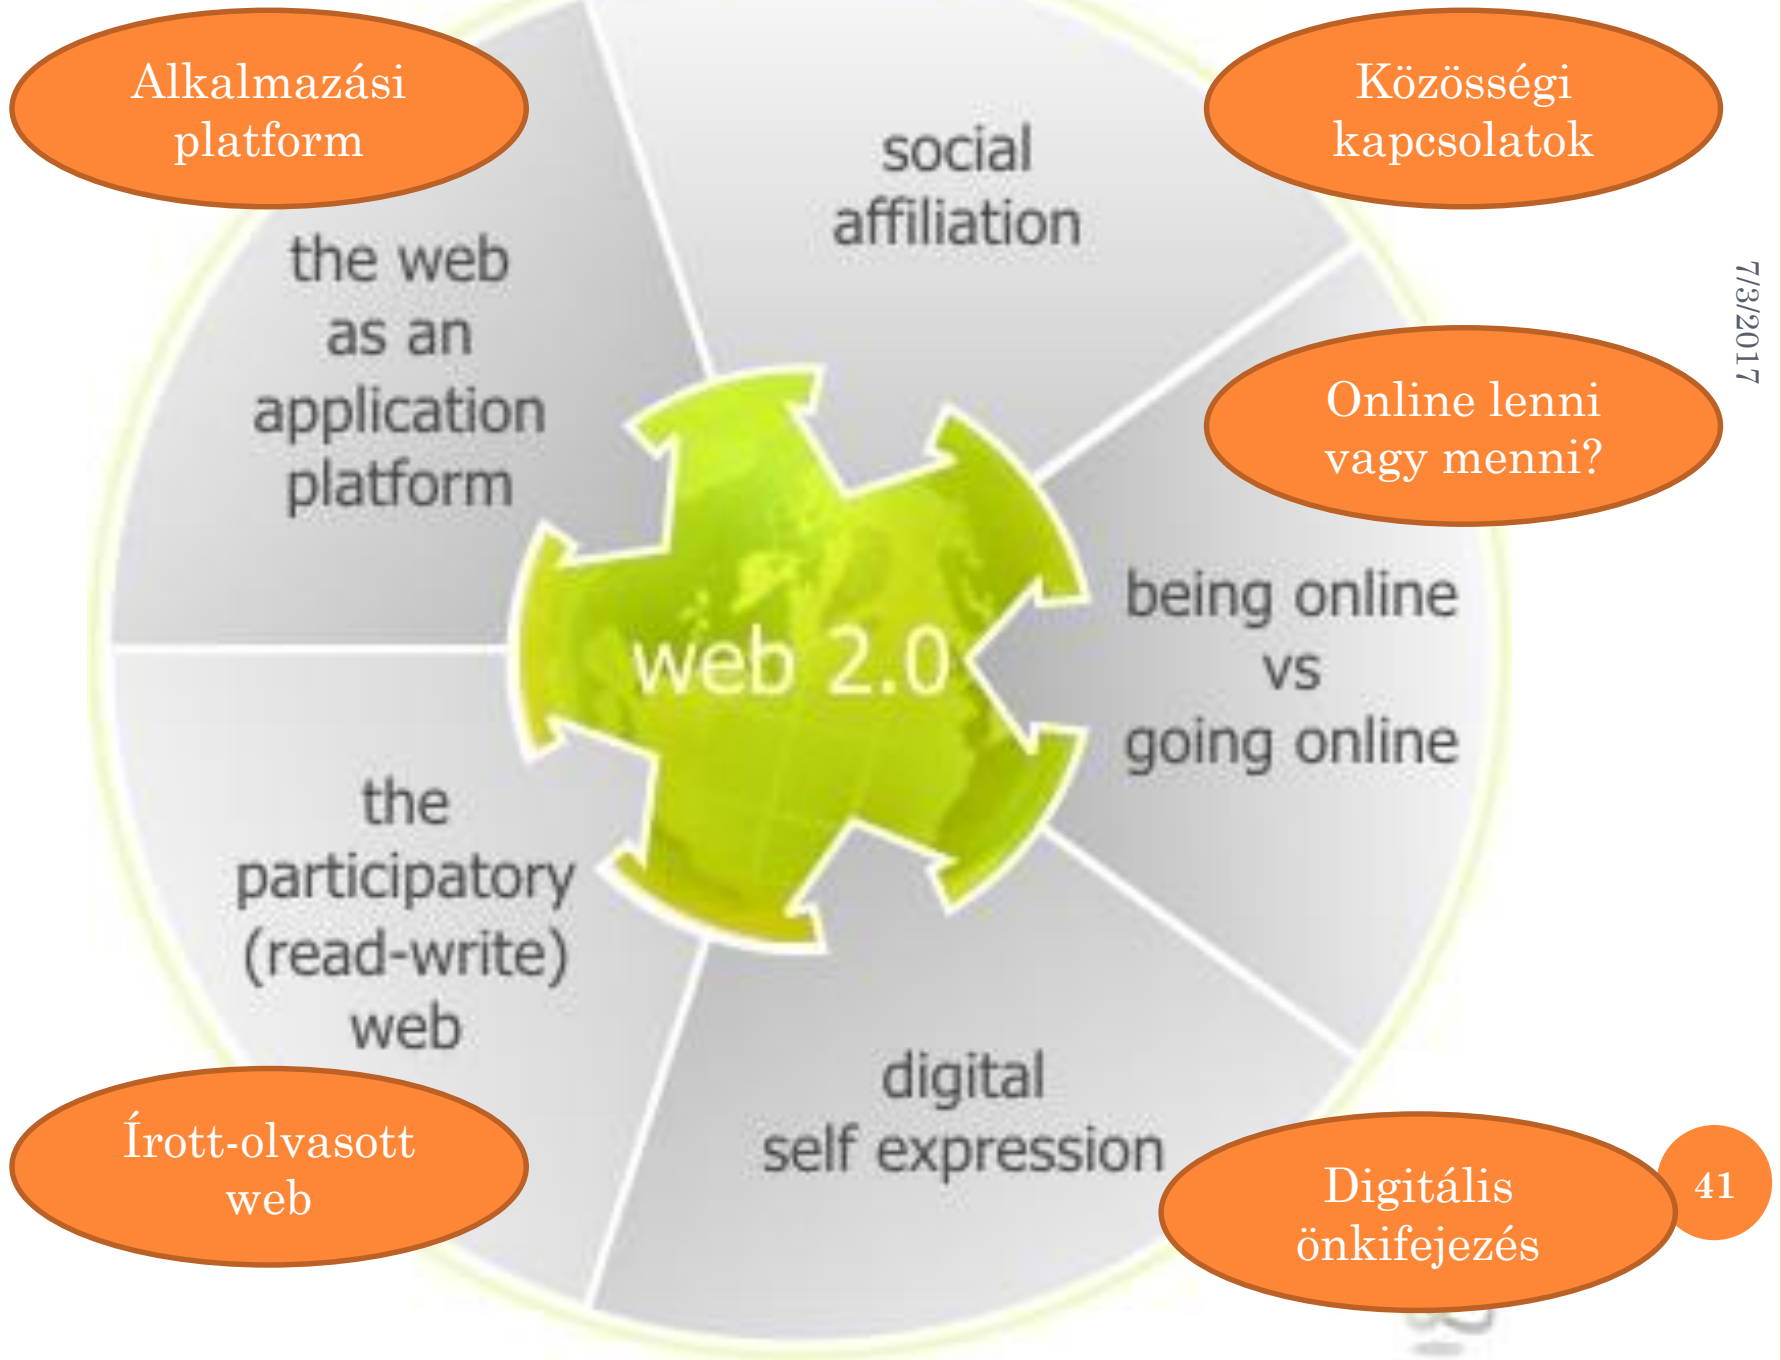 Alkalmazási
platform
Közösségi
kapcsolatok
social
affiliation
the web
as an
application
platform
7/3/2017
Online lenni
vagy menni?
being online
vs
going online
web 2.0
the
participatory
(read-write)
web
digital
self expression
Írott-olvasott
web
Digitális
önkifejezés
41